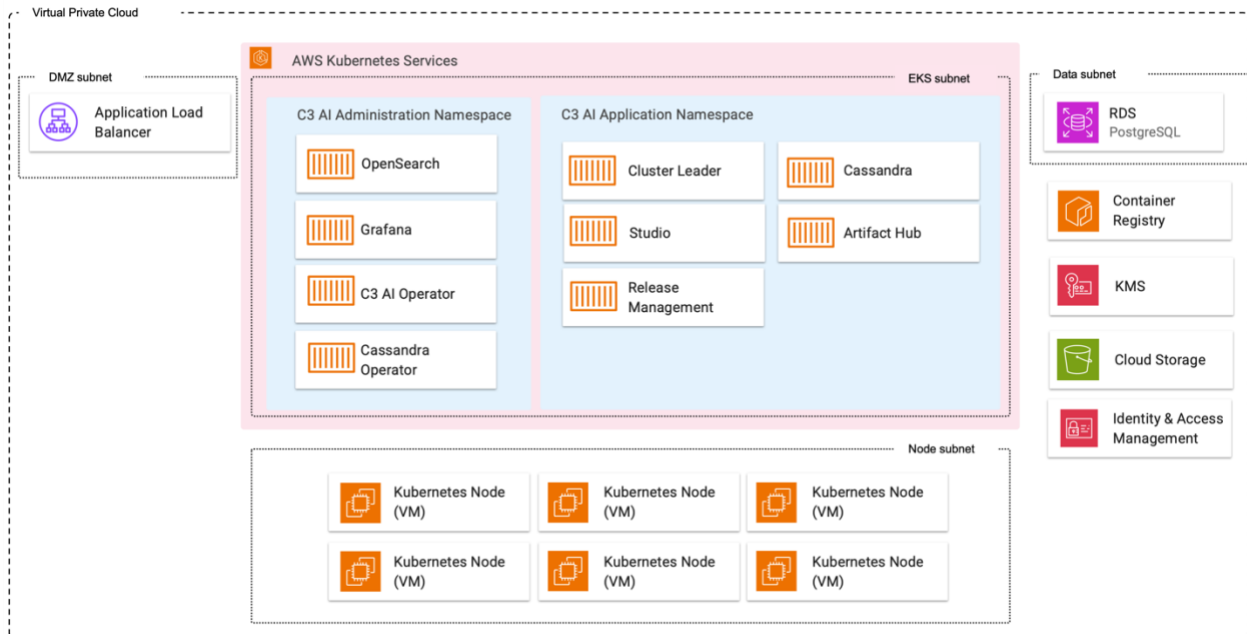 Virtual Private Cloud
DMZ subnet
Application Load
Balancer
AWS Kubernetes Services
EKS subnet
C3 AI Administration Namespace
OpenSearch
Grafana
C3 AI Operator
Cassandra
Operator
C3 AI Application Namespace
Cluster Leader
Cassandra
Studio
Artifact Hub
Release
Management
Data subnet
RDS
PostgreSQL
Container
Registry
KMS
Cloud Storage
Identity & Access
Management
Node subnet
Kubernetes Node
(VM)
Kubernetes Node
(VM)
Kubernetes Node
(VM)
Kubernetes Node
(VM)
Kubernetes Node
(VM)
Kubernetes Node
(VM)